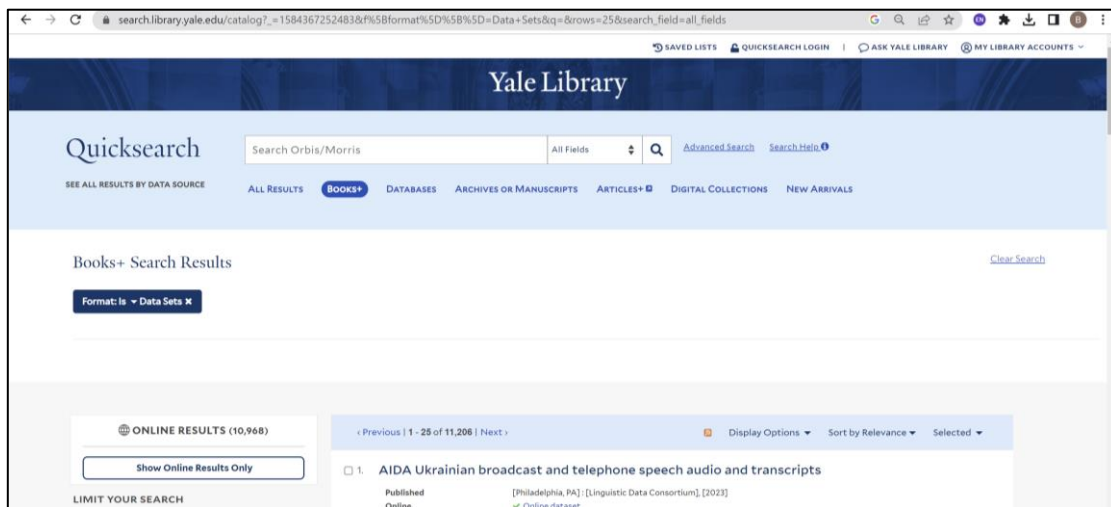 search.library.yale.edu/catalog?_=1584367252483&f%5Bformat%5D%5B%5D=Data+Sets&q=&rows=25&search_field=all_fields
SAVED LISTS QUICKSEARCH LOGIN | ASK YALE LIBRARY MY LIBRARY ACCOUNTS
Yale Library
Quicksearch
Search Orbis/Morris All Fields Advanced Search Search Help
SEE ALL RESULTS BY DATA SOURCE
ALL RESULTS BOOKS+ DATABASES ARCHIVES OR MANUSCRIPTS ARTICLES+ DIGITAL COLLECTIONS NEW ARRIVALS
Books+ Search Results
Clear Search
Format: Is Data Sets ✖
ONLINE RESULTS (10,968)
‹ Previous | 1 - 25 of 11,206 | Next ›
Display Options Sort by Relevance Selected
Show Online Results Only
1. AIDA Ukrainian broadcast and telephone speech audio and transcripts
LIMIT YOUR SEARCH
Published [Philadelphia, PA] : [Linguistic Data Consortium], [2023]
Online Online dataset